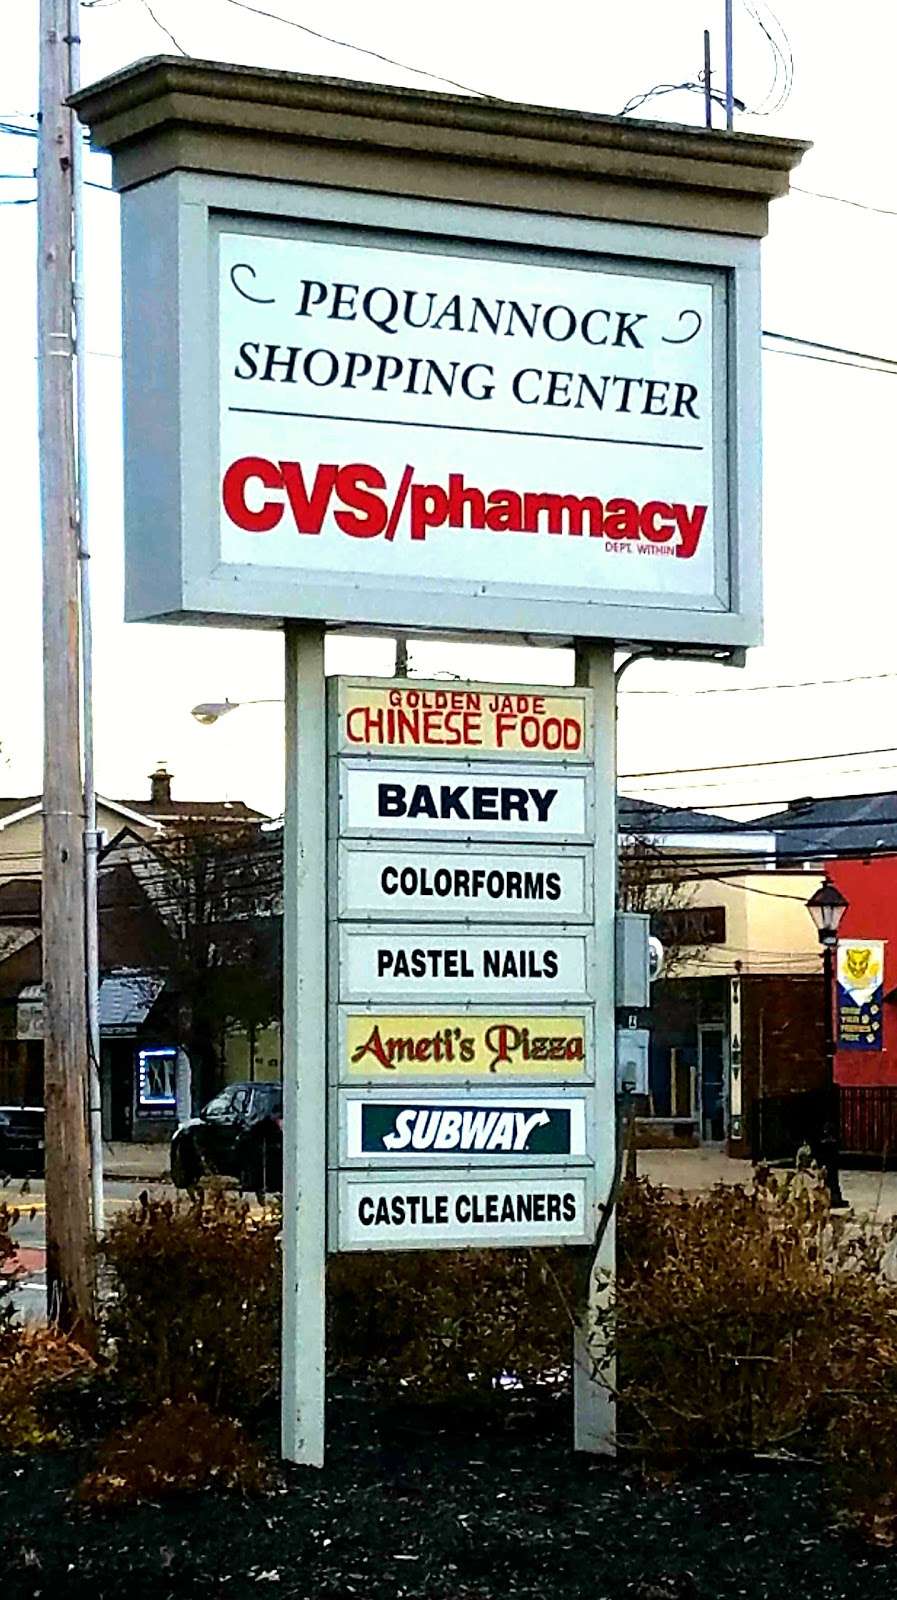 PEQUANNOCK
SHOPPING CENTER
CVS/pharmacy
DEPT. WITHIN
GOLDEN JADE
CHINESE FOOD
BAKERY
COLORFORMS
PASTEL NAILS
Ameti's Pizza
SUBWAY
CASTLE CLEANERS